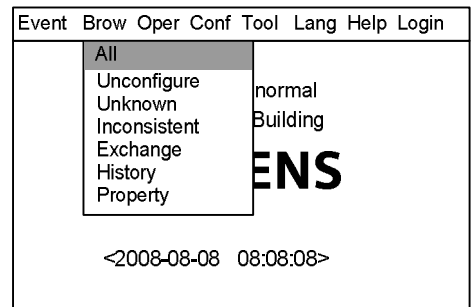 Event Brow Oper Conf Tool Lang Help Login
All
Unconfigure
Unknown
Inconsistent
Exchange
History
Property
normal
Building
ENS
<2008-08-08 08:08:08>